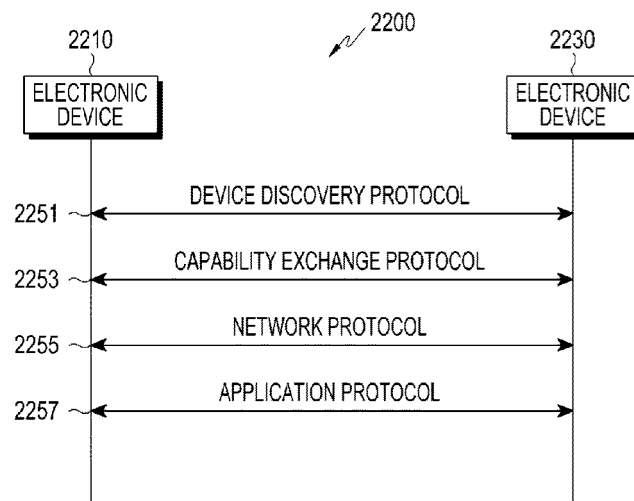 2200
2210
2230
ELECTRONIC
DEVICE
ELECTRONIC
DEVICE
DEVICE DISCOVERY PROTOCOL
2251
CAPABILITY EXCHANGE PROTOCOL
2253
NETWORK PROTOCOL
2255
APPLICATION PROTOCOL
2257